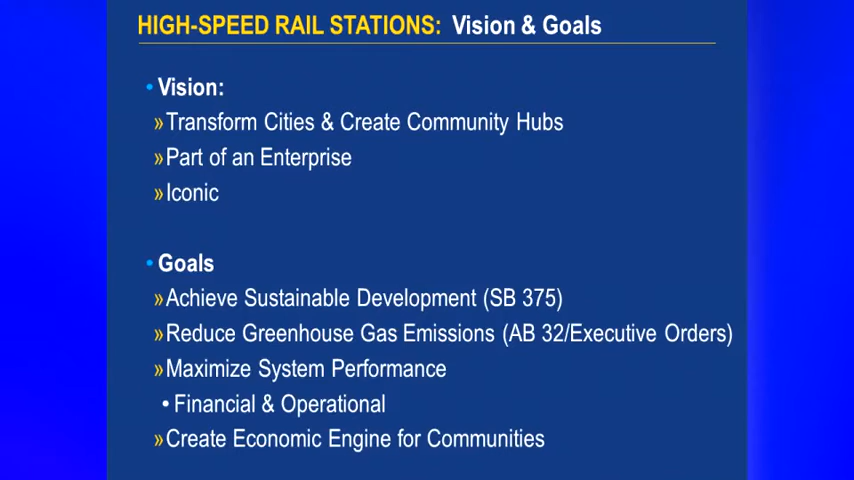 HIGH-SPEED RAIL STATIONS: Vision & Goals
• Vision:
» Transform Cities & Create Community Hubs
» Part of an Enterprise
» Iconic
• Goals
» Achieve Sustainable Development (SB 375)
» Reduce Greenhouse Gas Emissions (AB 32/Executive Orders)
» Maximize System Performance
• Financial & Operational
» Create Economic Engine for Communities